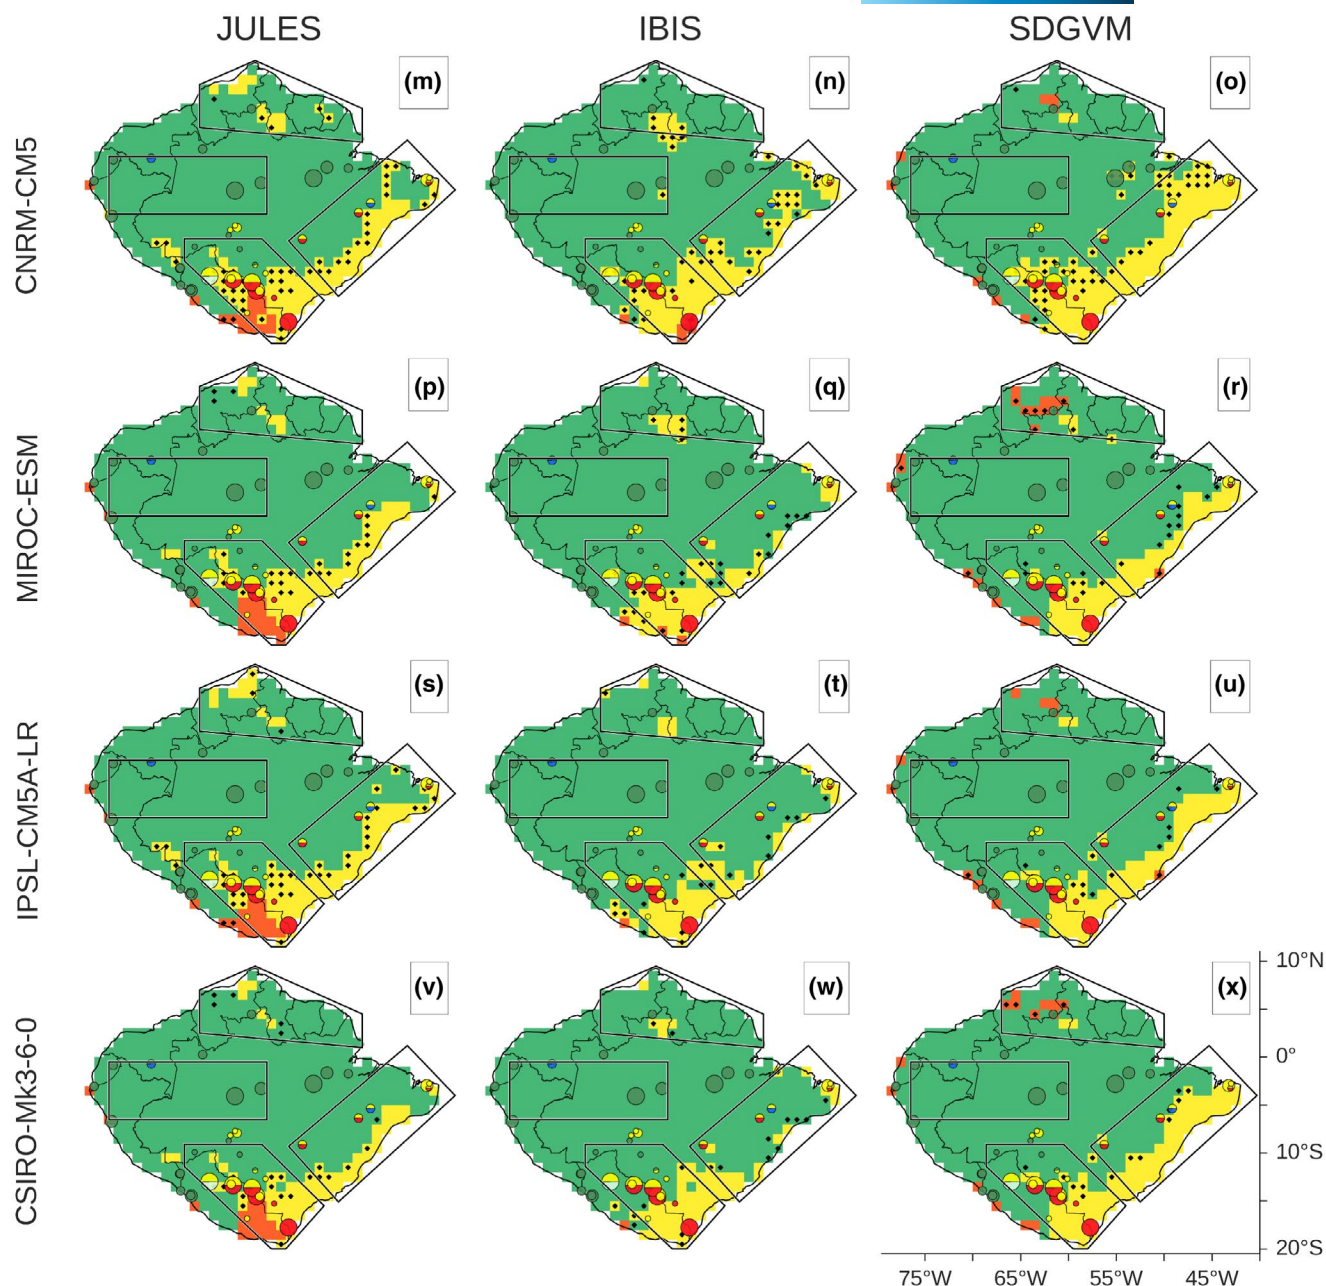 JULES IBIS SDGVM
CNRM-CM5
(m) (n) (o)
MIROC-ESM
(p) (q) (r)
IPSL-CM5A-LR
(s) (t) (u)
CSIRO-Mk3-6-0
(v) (w) (x)
10°N
0°
10°S
20°S
75°W 65°W 55°W 45°W